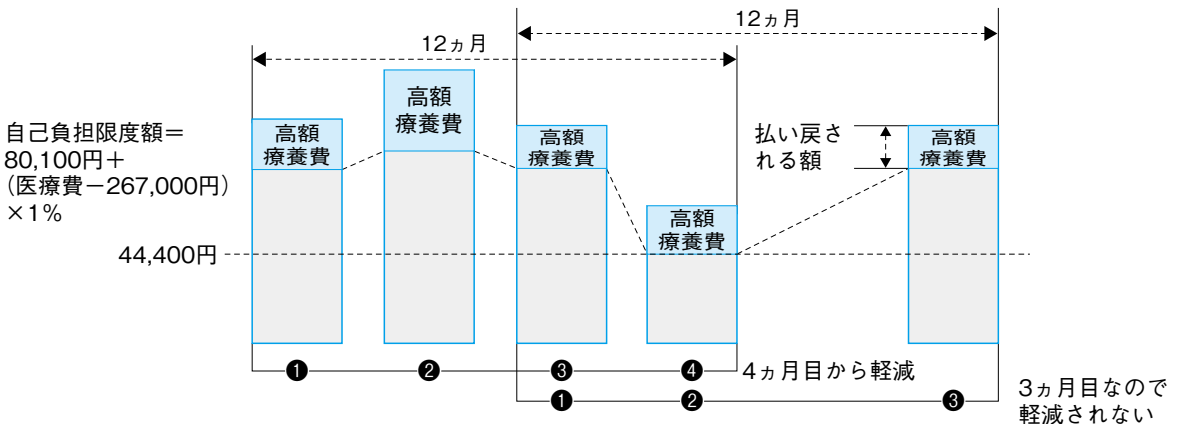 12ヵ月
12ヵ月
自己負担限度額＝
80,100円＋
（医療費－267,000円）
×1%
44,400円
高額
療養費
高額
療養費
高額
療養費
高額
療養費
払い戻さ
れる額
高額
療養費
❶
❷
❸
❹
4ヵ月目から軽減
❶
❷
❸
3ヵ月目なので
軽減されない